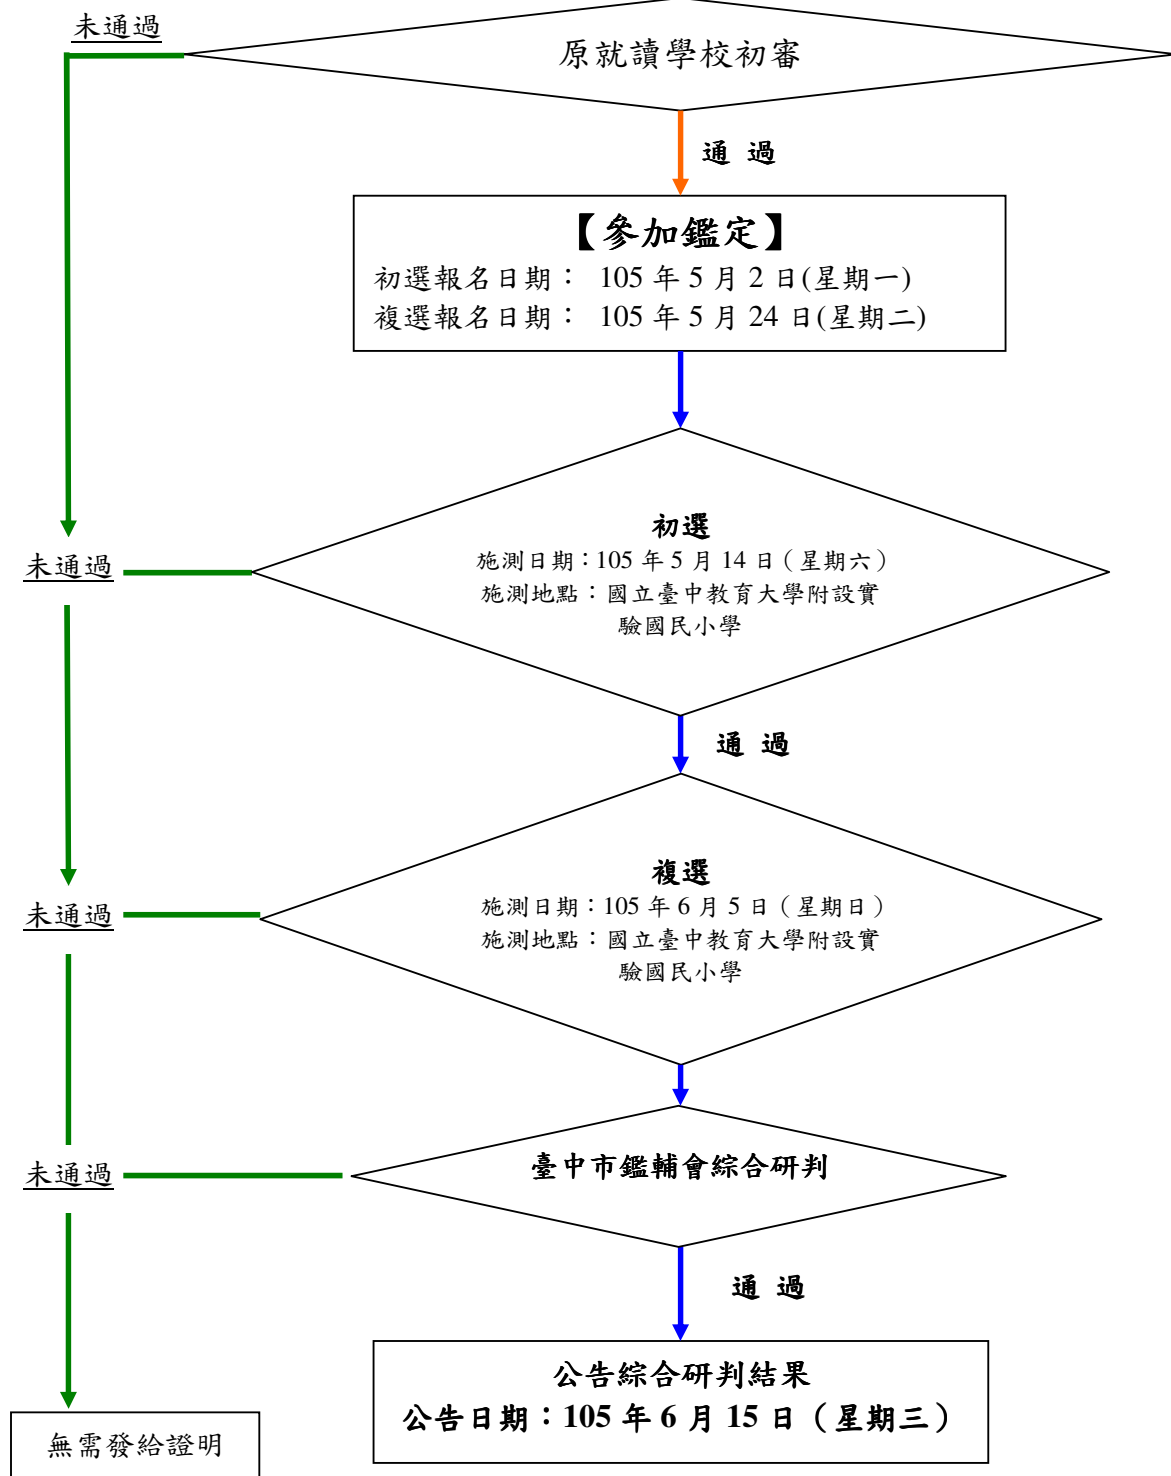 未通過
原就讀學校初審
通 過
【參加鑑定】
初選報名日期： 105 年 5 月 2 日(星期一)
複選報名日期： 105 年 5 月 24 日(星期二)
初選
施測日期：105 年 5 月 14 日（星期六）
施測地點：國立臺中教育大學附設實
驗國民小學
未通過
通 過
複選
施測日期：105 年 6 月 5 日（星期日）
施測地點：國立臺中教育大學附設實
驗國民小學
未通過
臺中市鑑輔會綜合研判
未通過
通 過
公告綜合研判結果
公告日期：105 年 6 月 15 日（星期三）
無需發給證明